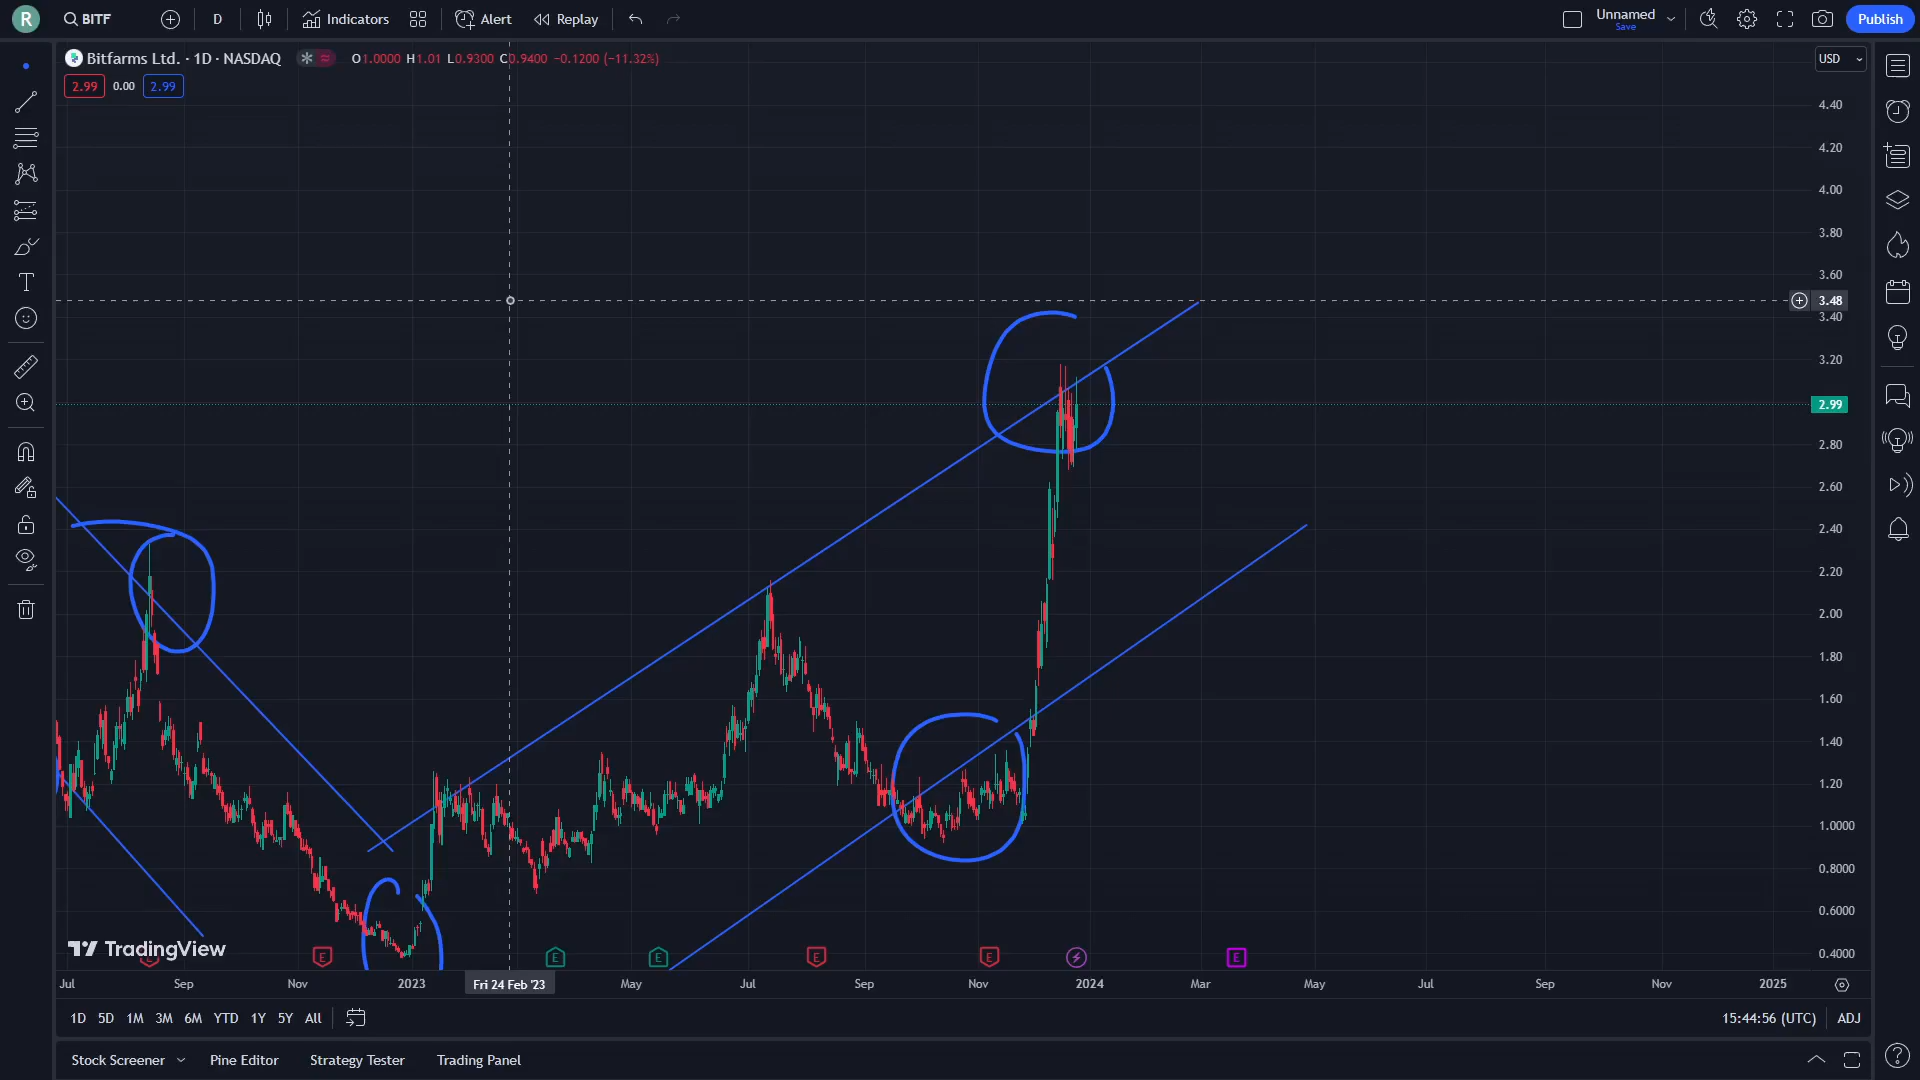 R BITF D Indicators Alert Replay Unnamed Save Publish
Bitfarms Ltd. · 1D · NASDAQ O1.0000 H1.01 L0.9300 C0.9400 −0.1200 (−11.32%) USD
2.99 0.00 2.99
4.40
4.20
4.00
3.80
3.60
3.48
3.40
3.20
2.99
2.80
2.60
2.40
2.20
2.00
1.80
1.60
1.40
1.20
1.0000
0.8000
0.6000
0.4000
TradingView
E E E E E E E
Jul Sep Nov 2023 Fri 24 Feb '23 May Jul Sep Nov 2024 Mar May Jul Sep Nov 2025
1D 5D 1M 3M 6M YTD 1Y 5Y All 15:44:56 (UTC) ADJ
Stock Screener Pine Editor Strategy Tester Trading Panel